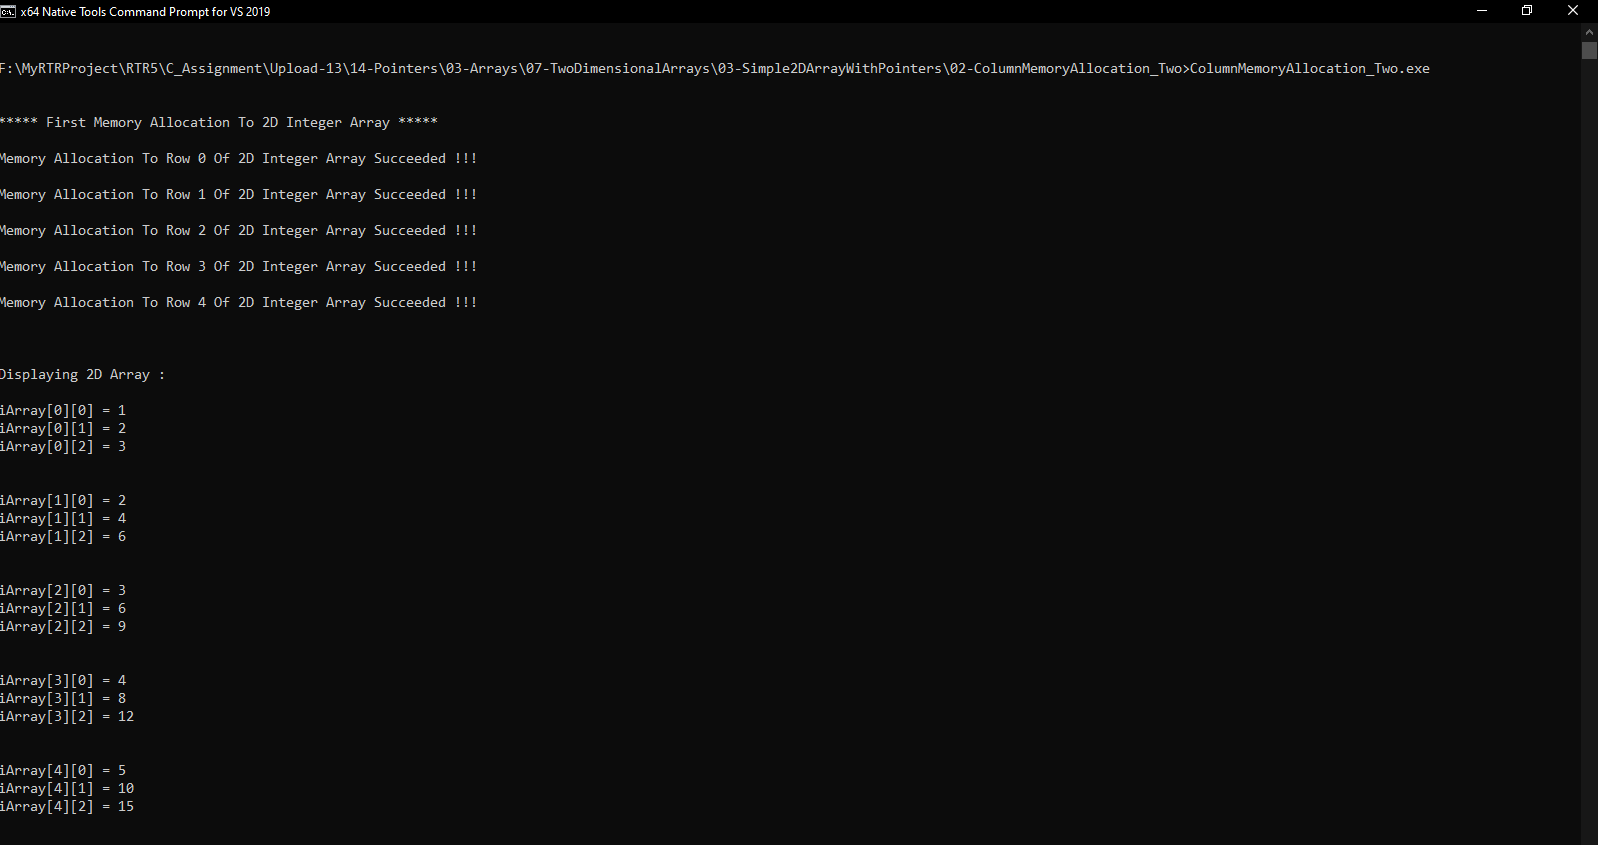 x64 Native Tools Command Prompt for VS 2019
F:\MyRTRProject\RTR5\C_Assignment\Upload-13\14-Pointers\03-Arrays\07-TwoDimensionalArrays\03-Simple2DArrayWithPointers\02-ColumnMemoryAllocation_Two>ColumnMemoryAllocation_Two.exe
***** First Memory Allocation To 2D Integer Array *****
Memory Allocation To Row 0 Of 2D Integer Array Succeeded !!!
Memory Allocation To Row 1 Of 2D Integer Array Succeeded !!!
Memory Allocation To Row 2 Of 2D Integer Array Succeeded !!!
Memory Allocation To Row 3 Of 2D Integer Array Succeeded !!!
Memory Allocation To Row 4 Of 2D Integer Array Succeeded !!!
Displaying 2D Array :
iArray[0][0] = 1
iArray[0][1] = 2
iArray[0][2] = 3
iArray[1][0] = 2
iArray[1][1] = 4
iArray[1][2] = 6
iArray[2][0] = 3
iArray[2][1] = 6
iArray[2][2] = 9
iArray[3][0] = 4
iArray[3][1] = 8
iArray[3][2] = 12
iArray[4][0] = 5
iArray[4][1] = 10
iArray[4][2] = 15